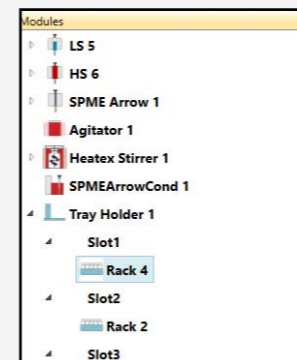 Modules
LS 5
HS 6
SPME Arrow 1
Agitator 1
Heatex Stirrer 1
SPMEArrowCond 1
Tray Holder 1
Slot1
Rack 4
Slot2
Rack 2
Slot3